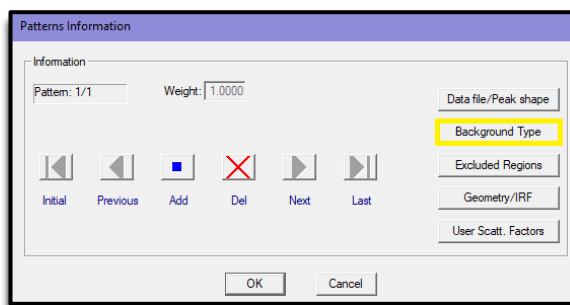 Patterns Information
Information
Pattern: 1/1
Weight: 1.0000
Data file/Peak shape
Background Type
Excluded Regions
Geometry/IRF
User Scatt. Factors
Initial
Previous
Add
Del
Next
Last
OK
Cancel